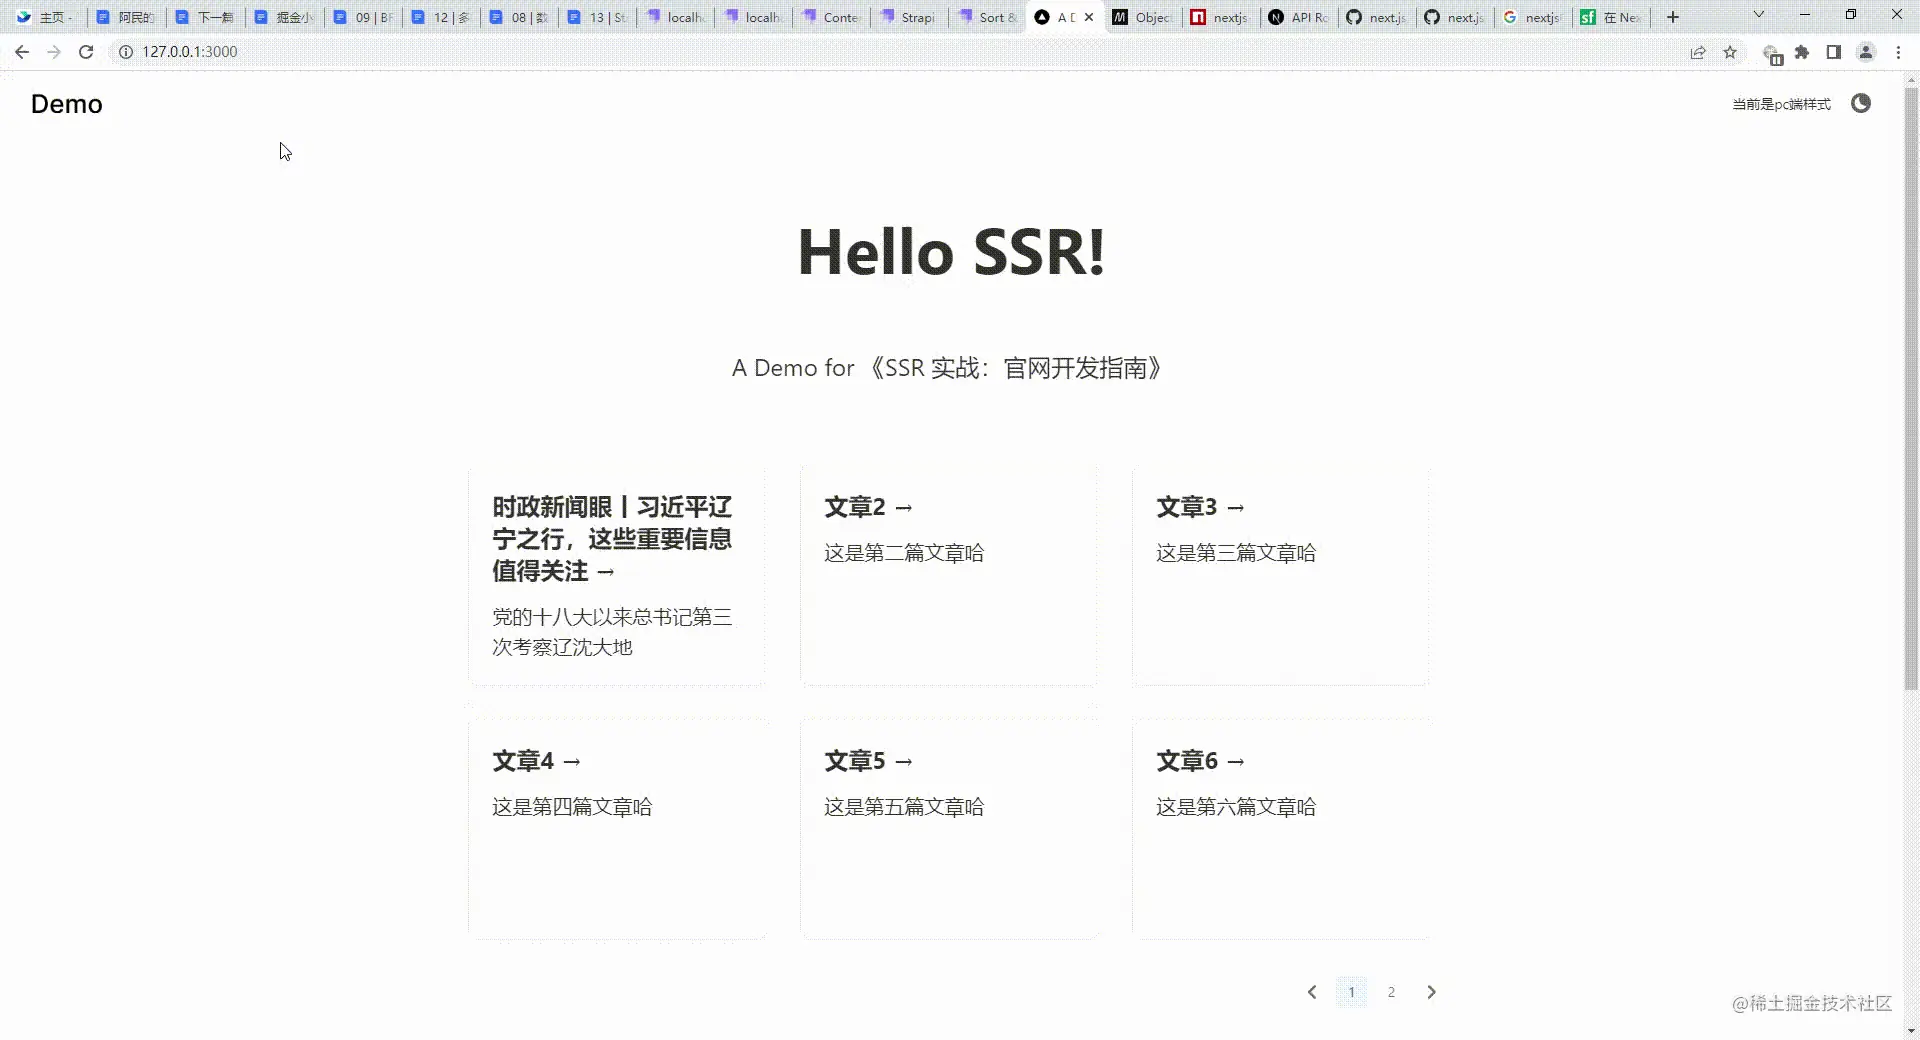 主页 -
阿民的
下一篇
掘金小
09 | BF
12 | 多
08 | 数
13 | St
localho
localh
Conte
Strapi
Sort &
A D
Objec
nextjs
API Ro
next.js
next.js
nextjs
在 Nex
127.0.0.1:3000
Demo
当前是pc端样式
Hello SSR!
A Demo for 《SSR 实战：官网开发指南》
时政新闻眼丨习近平辽
宁之行，这些重要信息
值得关注 →
党的十八大以来总书记第三
次考察辽沈大地
文章2 →
这是第二篇文章哈
文章3 →
这是第三篇文章哈
文章4 →
这是第四篇文章哈
文章5 →
这是第五篇文章哈
文章6 →
这是第六篇文章哈
1 2
@稀土掘金技术社区